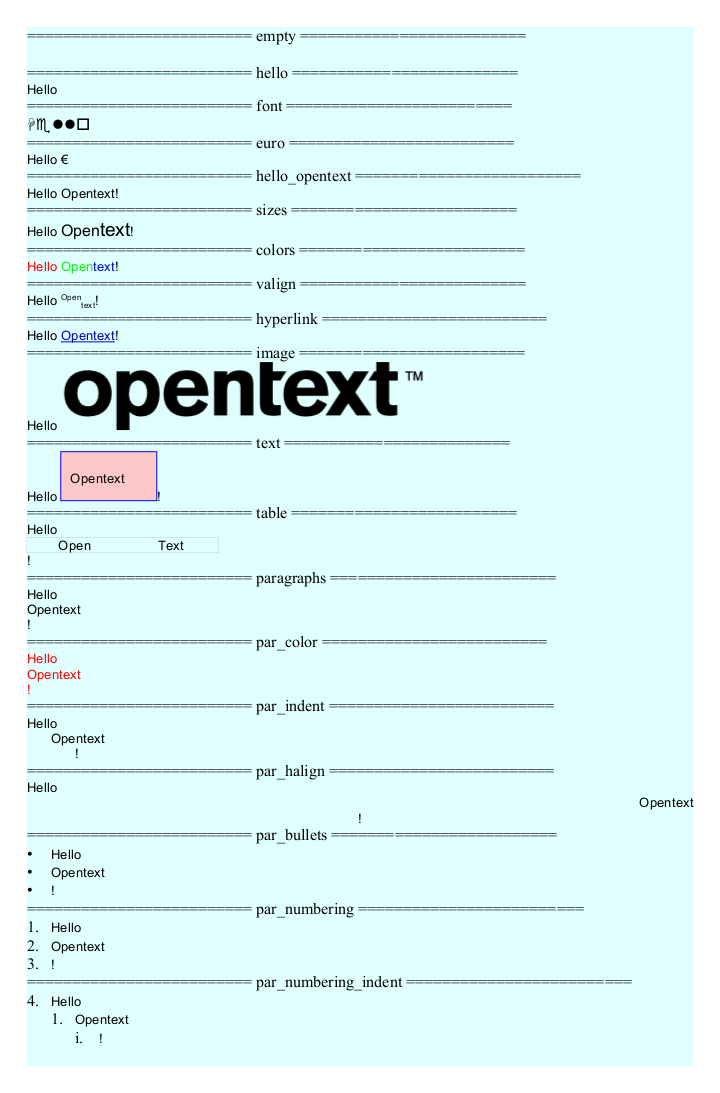 ========================= empty =========================
========================= hello =========================
Hello
========================= font =========================
♓︎♏︎●●□
========================= euro =========================
Hello €
========================= hello_opentext =========================
Hello Opentext!
========================= sizes =========================
Hello Opentext!
========================= colors =========================
Hello Opentext!
========================= valign =========================
Hello Opentext!
========================= hyperlink =========================
Hello Opentext!
========================= image =========================
Hello opentext™
========================= text =========================
Opentext
Hello !
========================= table =========================
Hello
Open Text
!
========================= paragraphs =========================
Hello
Opentext
!
========================= par_color =========================
Hello
Opentext
!
========================= par_indent =========================
Hello
Opentext
!
========================= par_halign =========================
Hello
Opentext
!
========================= par_bullets =========================
• Hello
• Opentext
• !
========================= par_numbering =========================
1. Hello
2. Opentext
3. !
========================= par_numbering_indent =========================
4. Hello
1. Opentext
i. !